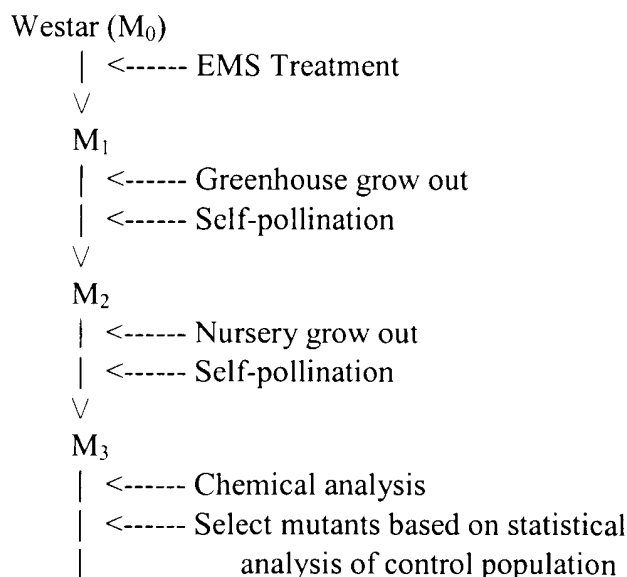 Westar (M₀)
| <------ EMS Treatment
V
M₁
| <------ Greenhouse grow out
| <------ Self-pollination
V
M₂
| <------ Nursery grow out
| <------ Self-pollination
V
M₃
| <------ Chemical analysis
| <------ Select mutants based on statistical
| analysis of control population